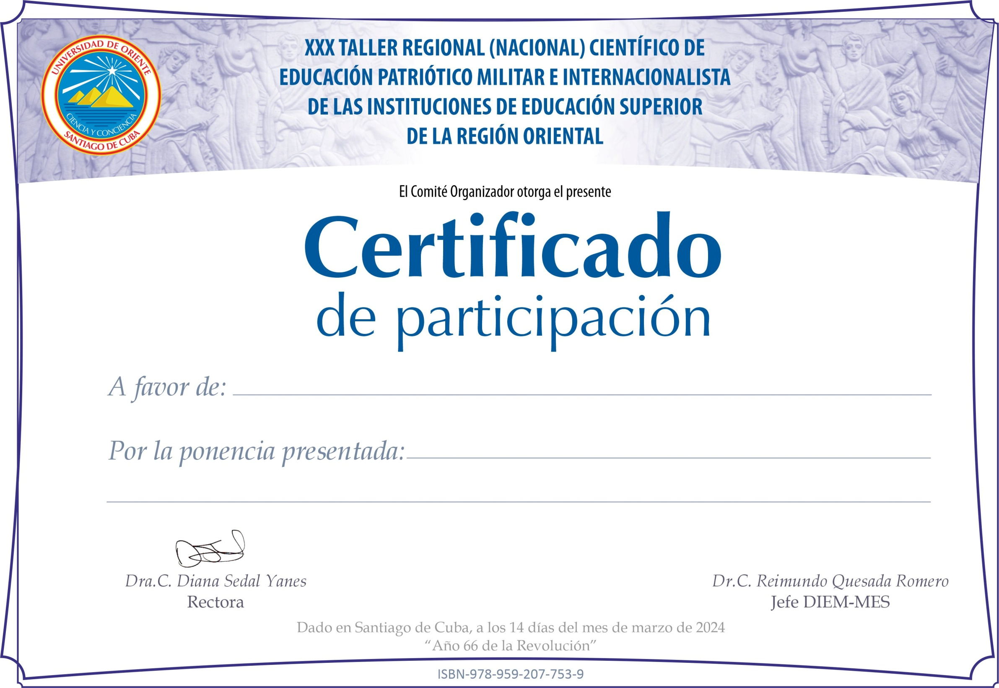 UNIVERSIDAD DE ORIENTE
CIENCIA Y CONCIENCIA
SANTIAGO DE CUBA
XXX TALLER REGIONAL (NACIONAL) CIENTÍFICO DE
EDUCACIÓN PATRIÓTICO MILITAR E INTERNACIONALISTA
DE LAS INSTITUCIONES DE EDUCACIÓN SUPERIOR
DE LA REGIÓN ORIENTAL
El Comité Organizador otorga el presente
Certificado
de participación
A favor de:
Por la ponencia presentada:
Dra.C. Diana Sedal Yanes
Rectora
Dr.C. Reimundo Quesada Romero
Jefe DIEM-MES
Dado en Santiago de Cuba, a los 14 días del mes de marzo de 2024
“Año 66 de la Revolución”
ISBN-978-959-207-753-9